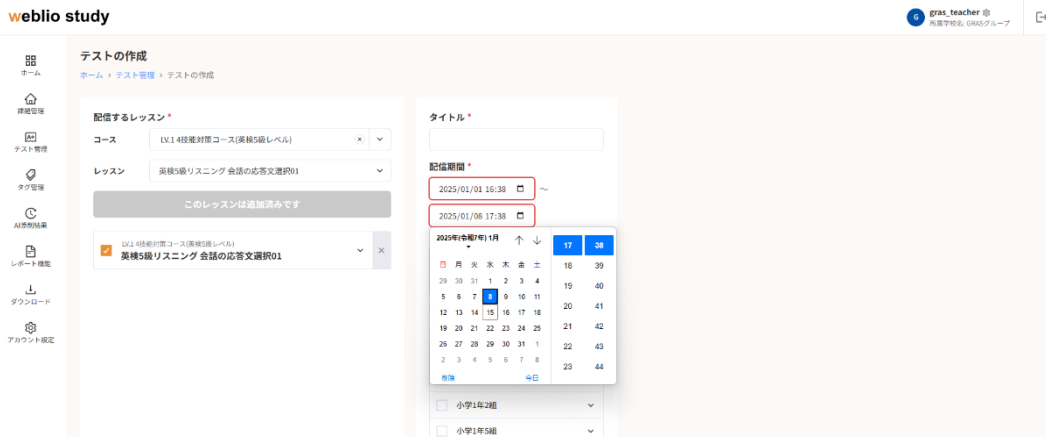 weblio study
G
gras_teacher
所属学校名: GRASグループ
ホーム
課題管理
テスト管理
タグ管理
AI添削結果
レポート機能
ダウンロード
アカウント設定
テストの作成
ホーム › テスト管理 › テストの作成
配信するレッスン *
コース LV.1 4技能対策コース(英検5級レベル) ×
レッスン 英検5級リスニング 会話の応答文選択01
このレッスンは追加済みです
LV.1 4技能対策コース(英検5級レベル)
英検5級リスニング 会話の応答文選択01 ×
タイトル *
配信期間 *
2025/01/01 16:38 ～
2025/01/08 17:38
2025年(令和7年) 1月 ↑ ↓
日 月 火 水 木 金 土
29 30 31 1 2 3 4
5 6 7 8 9 10 11
12 13 14 15 16 17 18
19 20 21 22 23 24 25
26 27 28 29 30 31 1
2 3 4 5 6 7 8
削除 今日
17 38
18 39
19 40
20 41
21 42
22 43
23 44
小学1年2組
小学1年5組